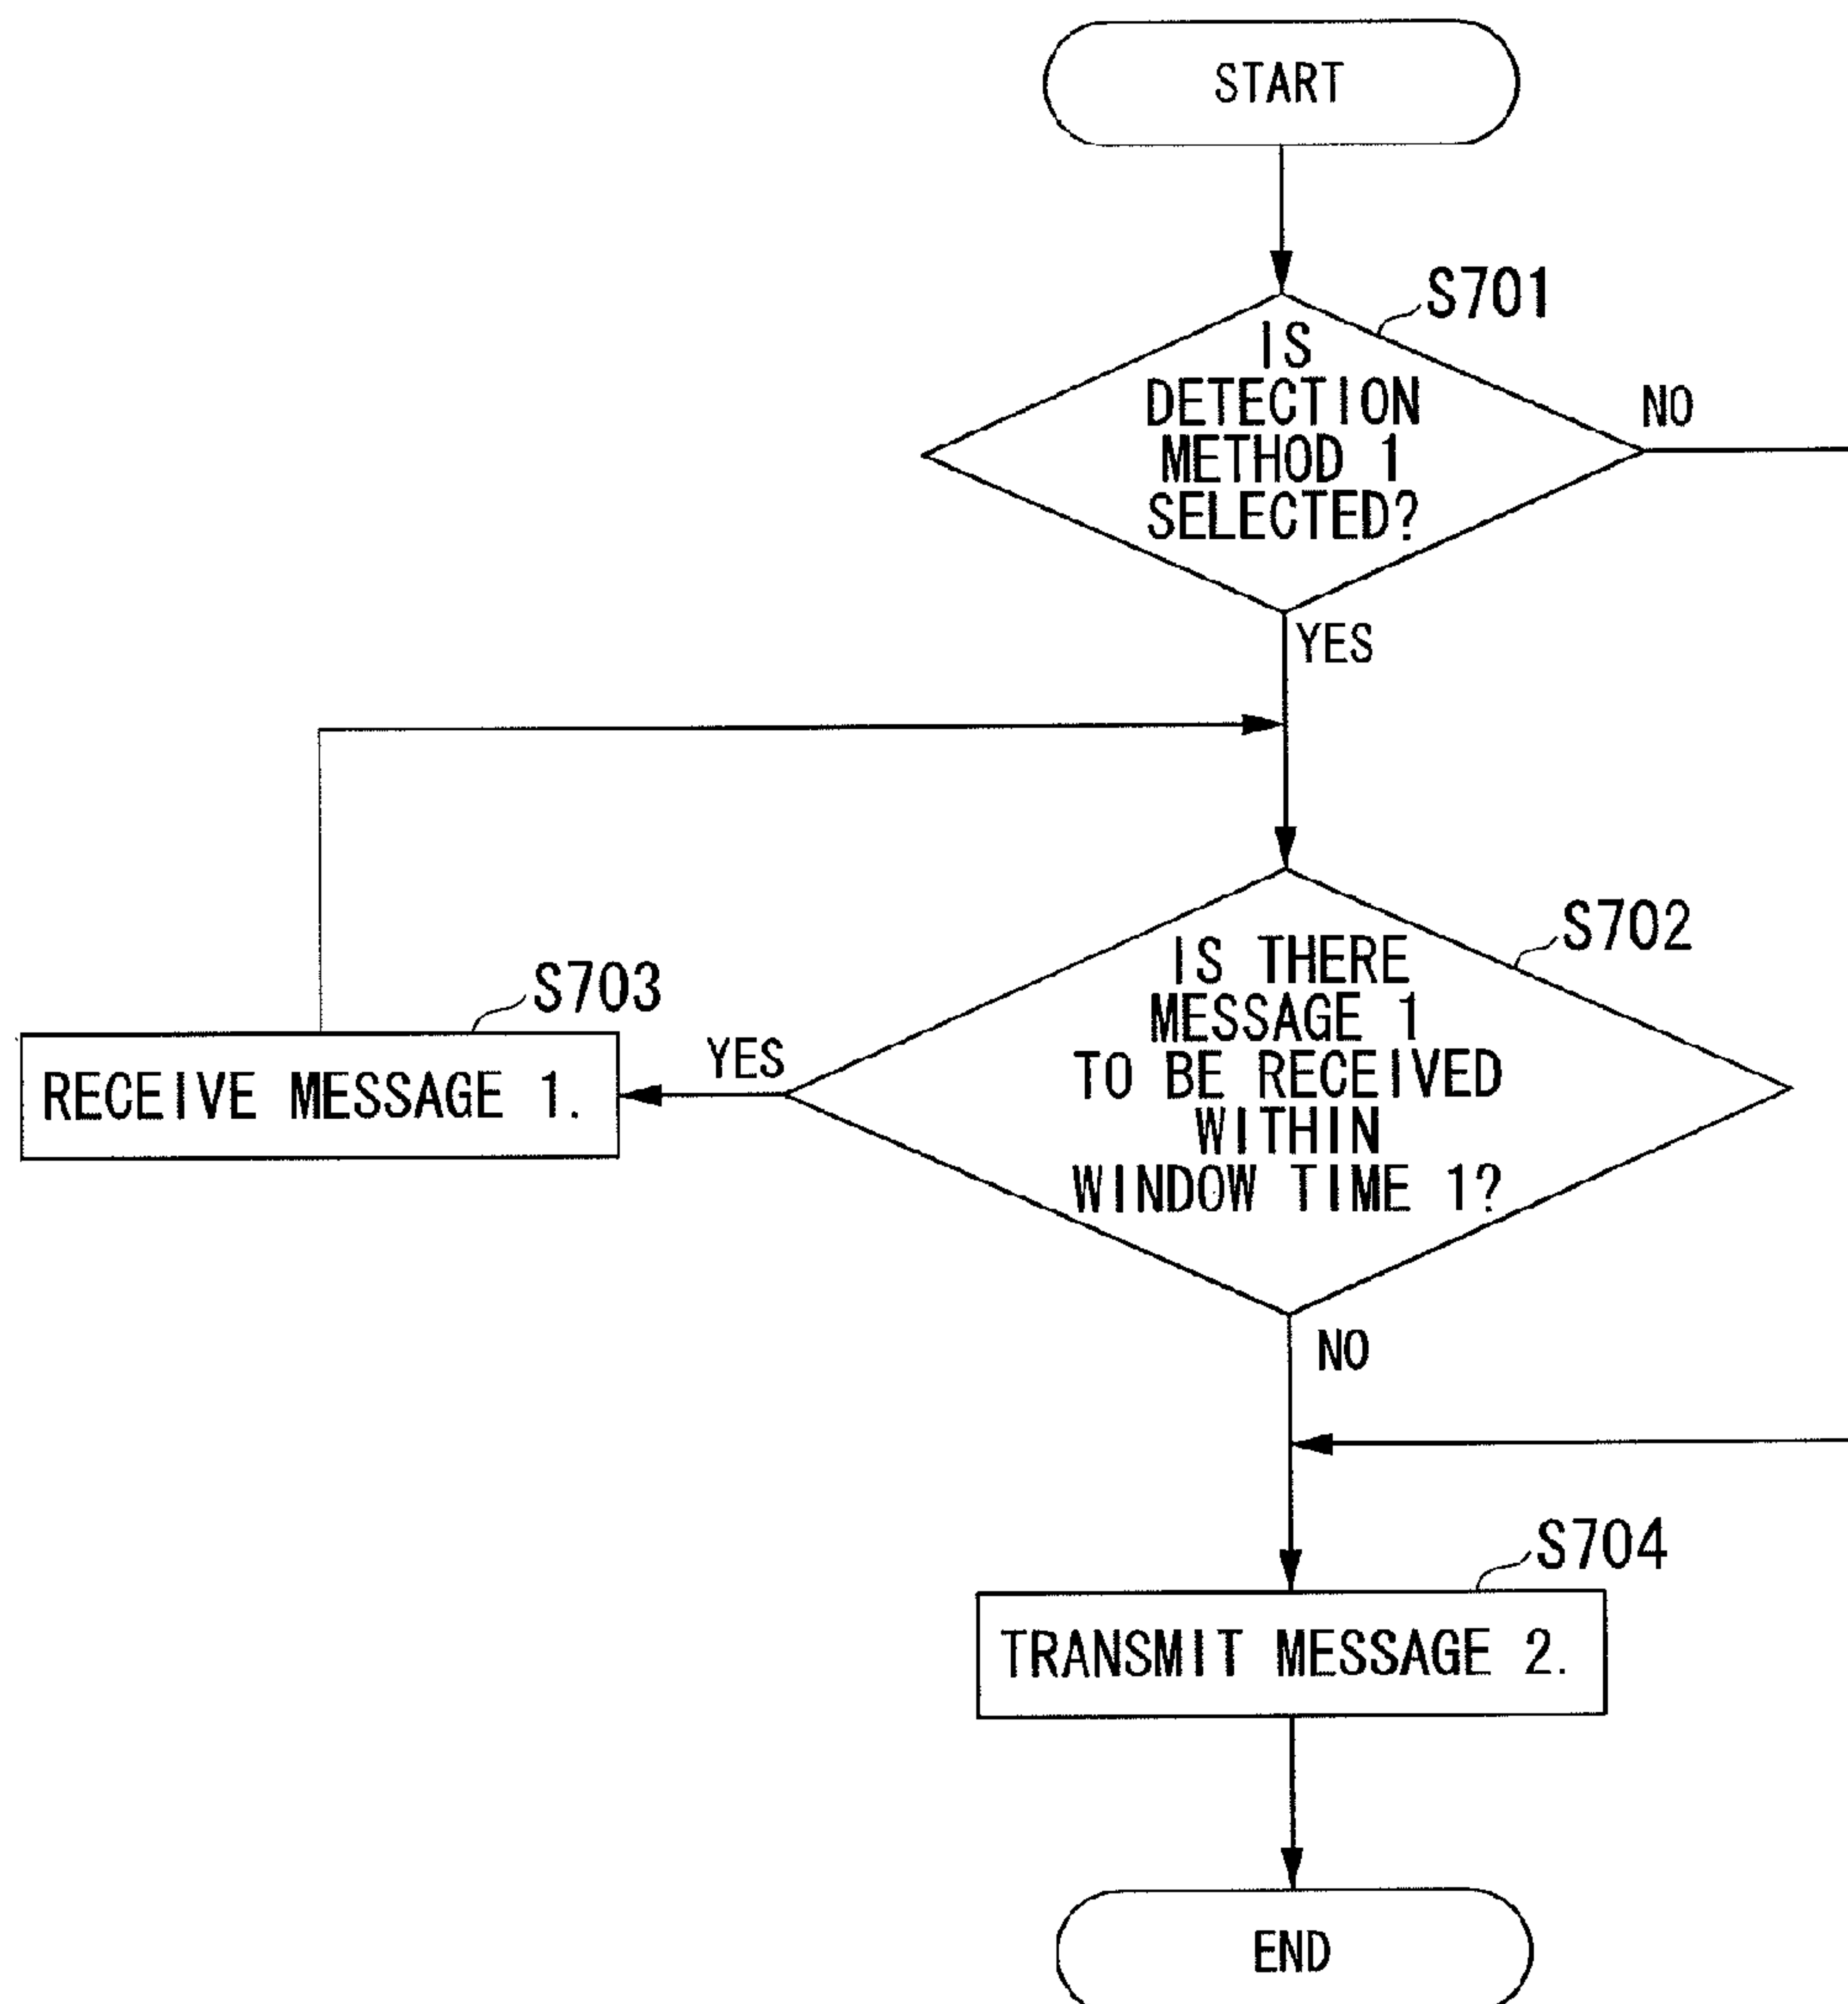 START
S701
IS
DETECTION
METHOD 1
SELECTED?
NO
YES
S702
IS THERE
MESSAGE 1
TO BE RECEIVED
WITHIN
WINDOW TIME 1?
S703
YES
RECEIVE MESSAGE 1.
NO
S704
TRANSMIT MESSAGE 2.
END